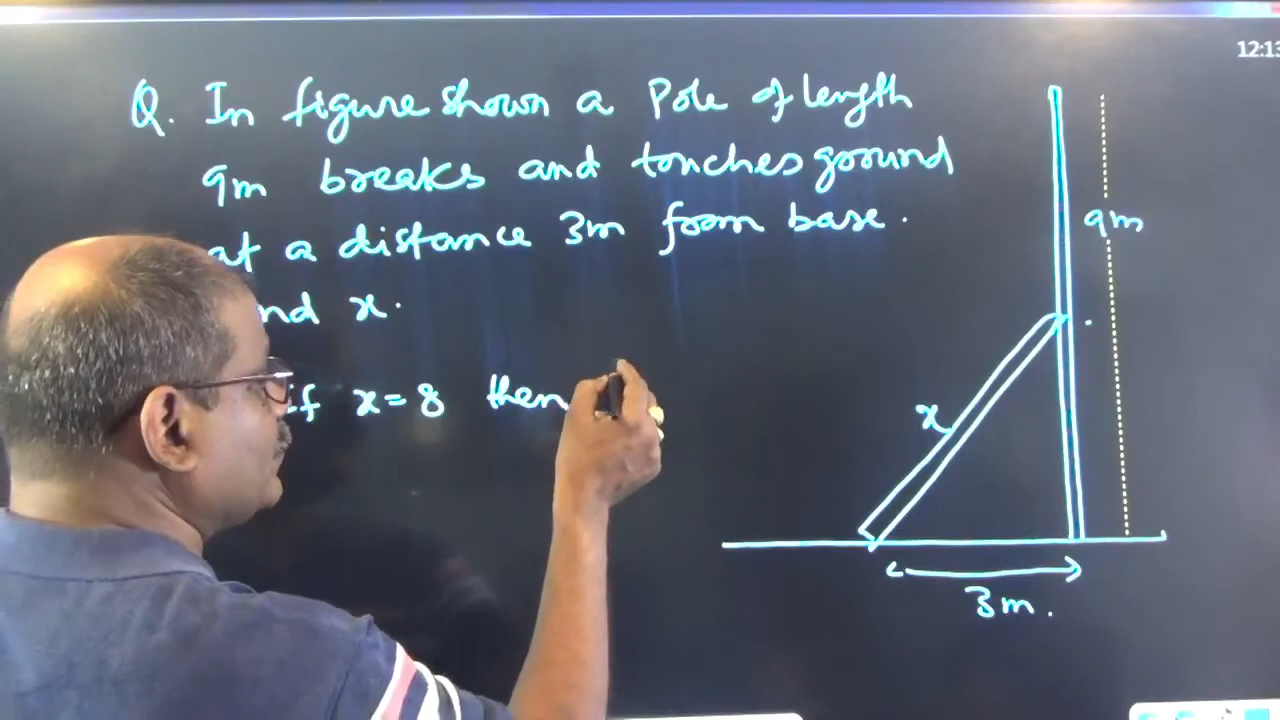 12:13
Q. In figure shown a Pole of length
9m breaks and touches ground
at a distance 3m from base.
nd x.
if x=8 then
9m
x
3m.